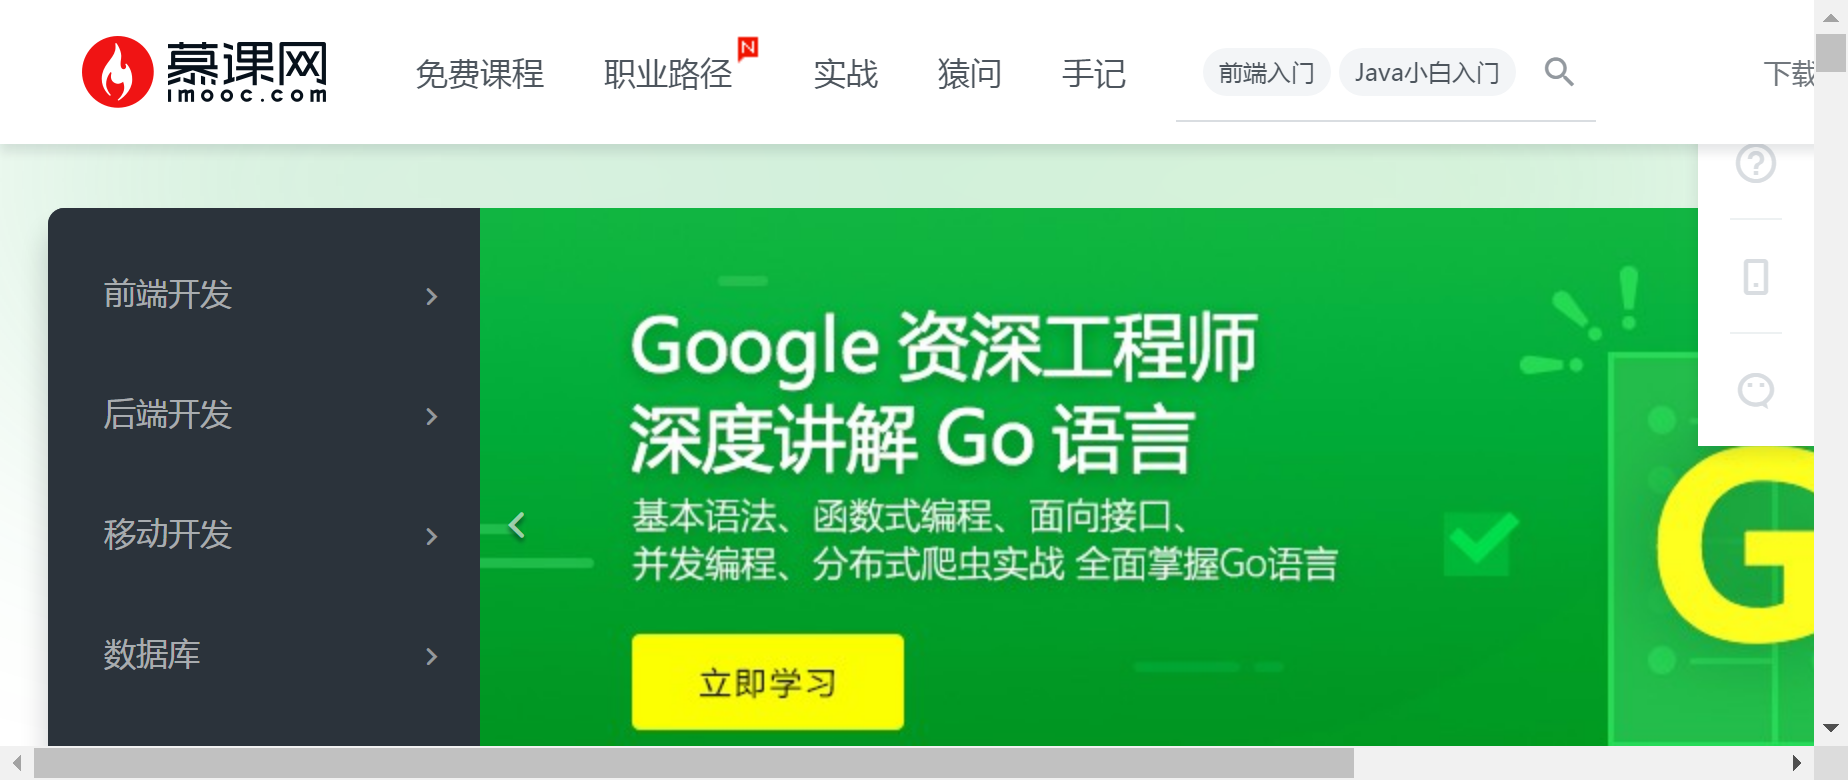 慕课网
imooc.com
免费课程
职业路径
N
实战
猿问
手记
前端入门
Java小白入门
下载
前端开发
后端开发
移动开发
数据库
Google 资深工程师
深度讲解 Go 语言
基本语法、函数式编程、面向接口、
并发编程、分布式爬虫实战 全面掌握Go语言
立即学习
G